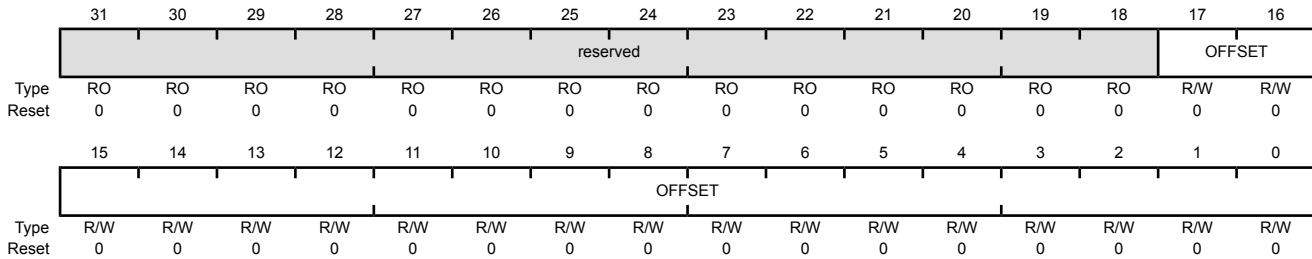 31 30 29 28 27 26 25 24 23 22 21 20 19 18 17 16
reserved OFFSET
Type RO RO RO RO RO RO RO RO RO RO RO RO RO RO R/W R/W
Reset 0 0 0 0 0 0 0 0 0 0 0 0 0 0 0 0
15 14 13 12 11 10 9 8 7 6 5 4 3 2 1 0
OFFSET
Type R/W R/W R/W R/W R/W R/W R/W R/W R/W R/W R/W R/W R/W R/W R/W R/W
Reset 0 0 0 0 0 0 0 0 0 0 0 0 0 0 0 0